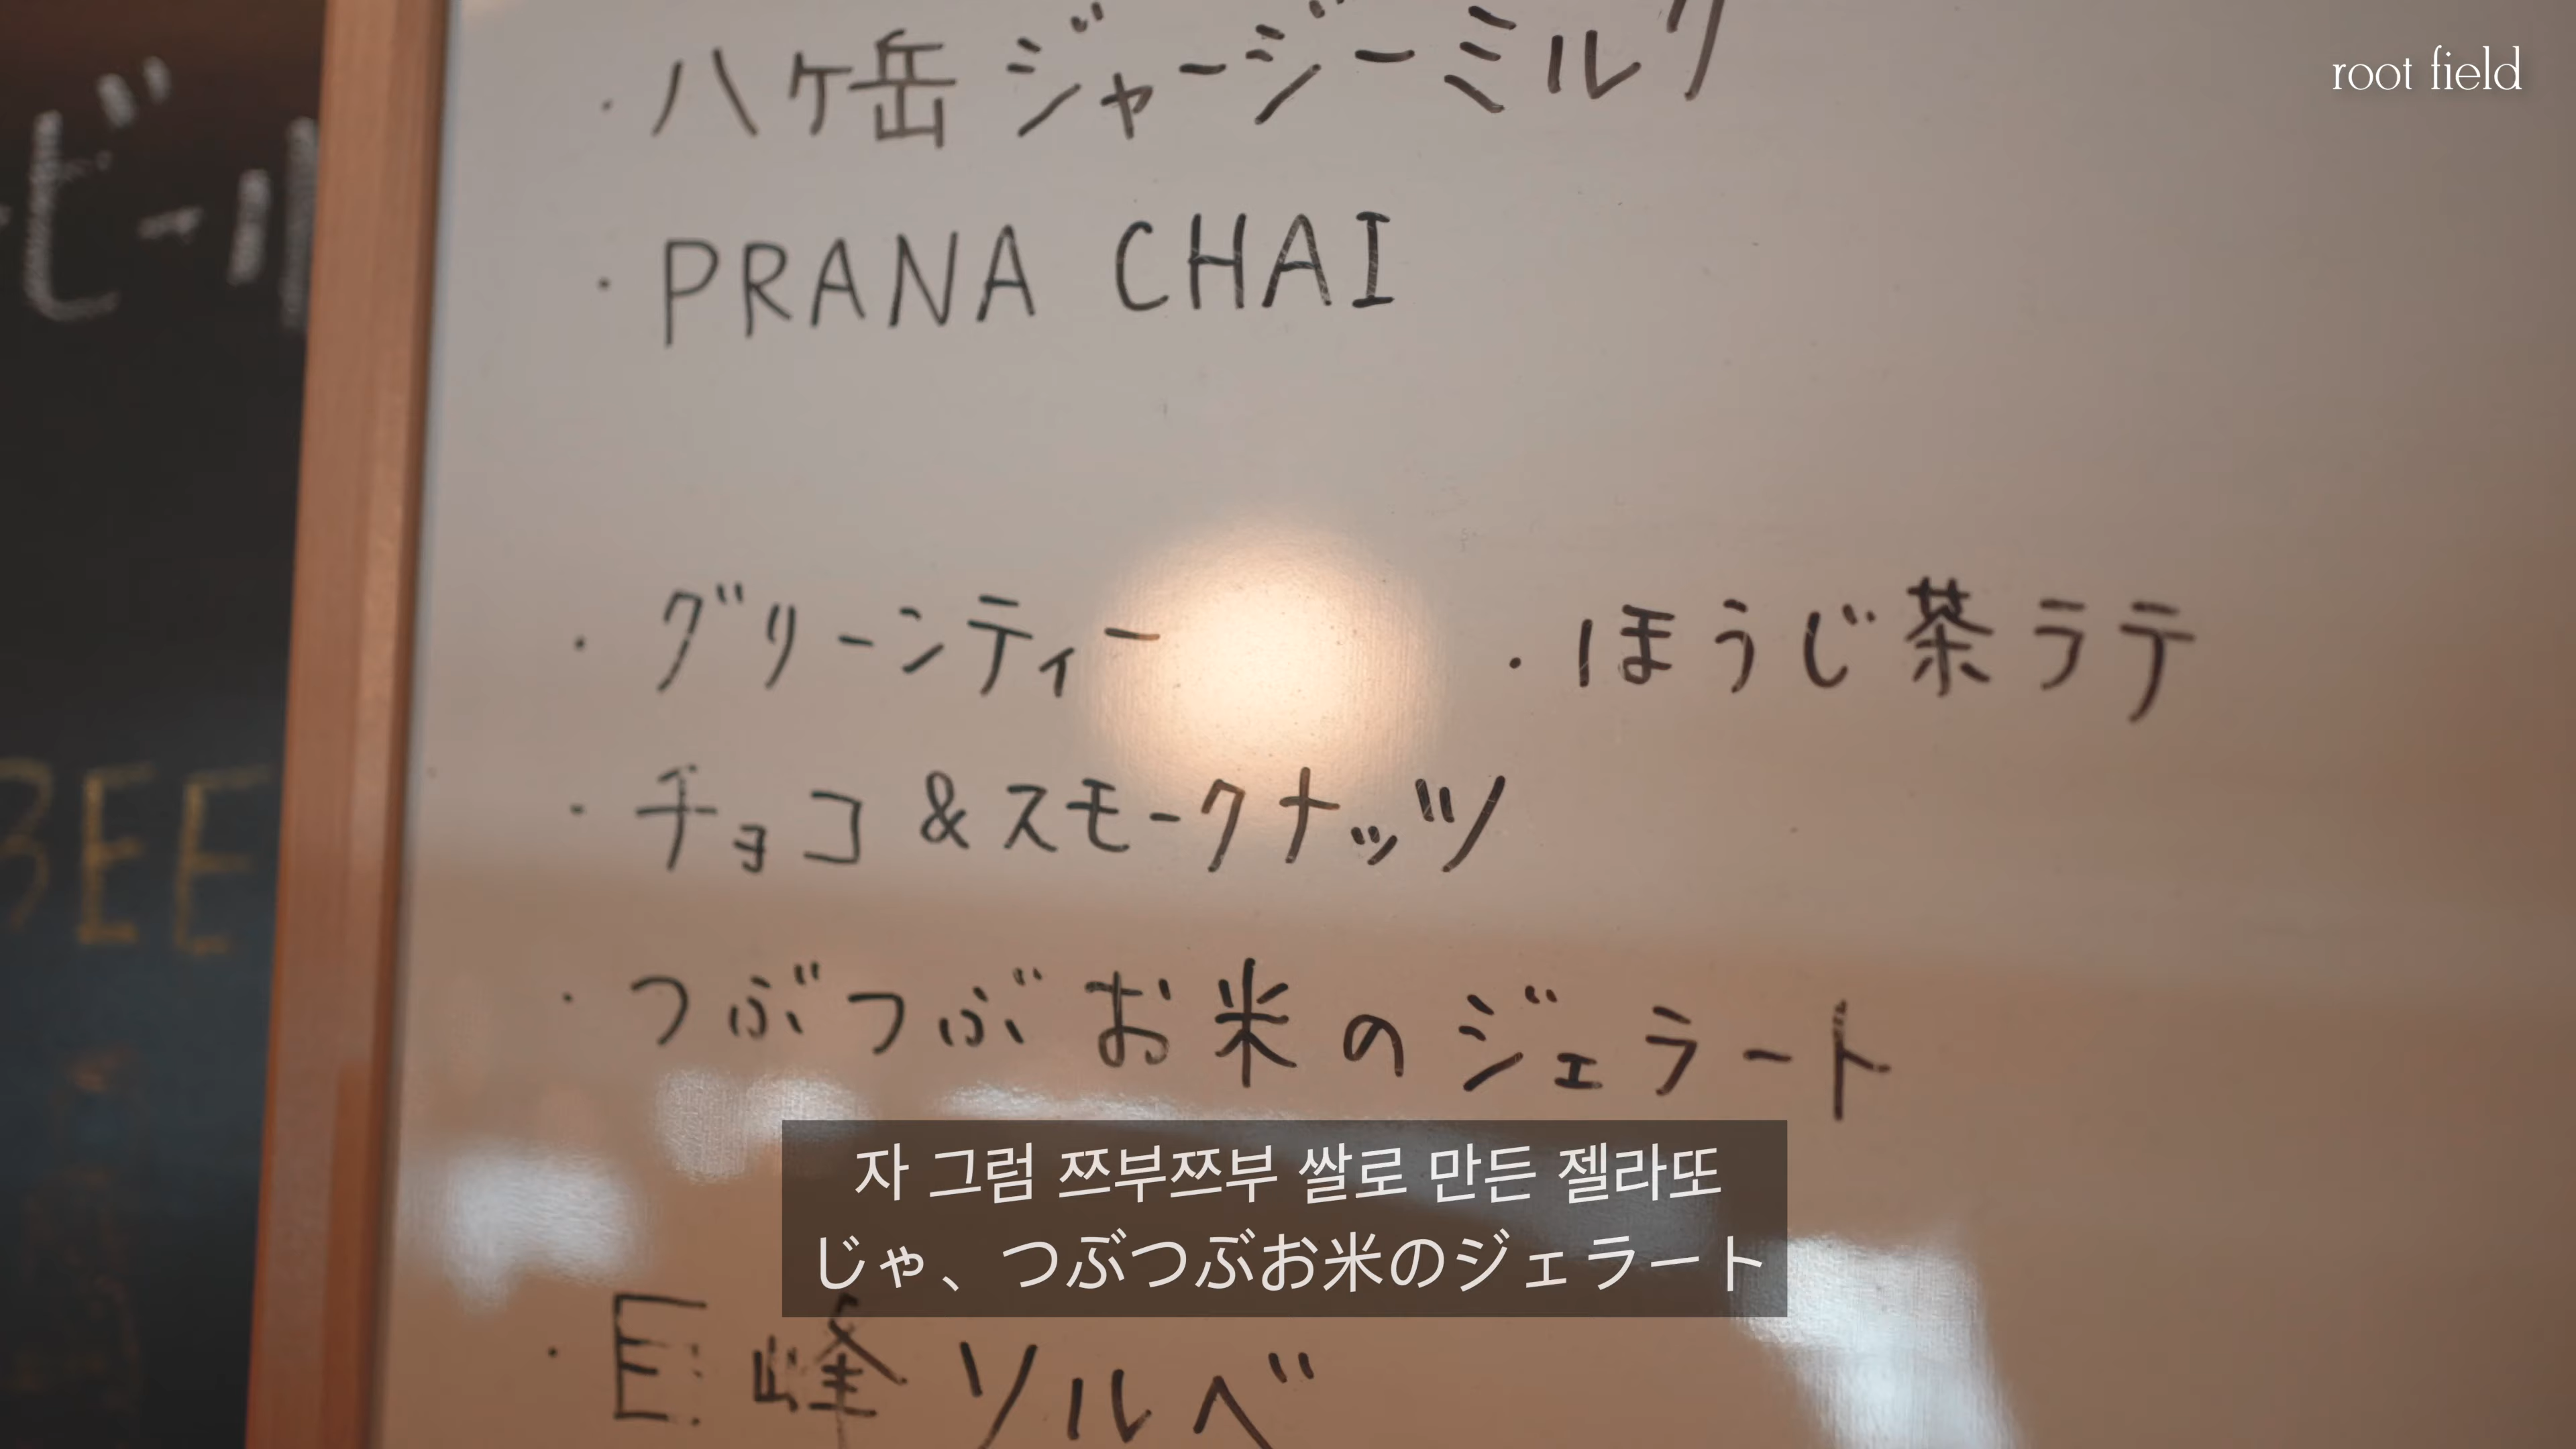 root field
・八ヶ岳 ジャージーミルク
・PRANA CHAI
・グリーンティー ・ほうじ茶ラテ
・チョコ&スモークナッツ
・つぶつぶお米のジェラート
자 그럼 쯔부쯔부 쌀로 만든 젤라또
じゃ、つぶつぶお米のジェラート
・巨峰ソルベ
ビール
BEE